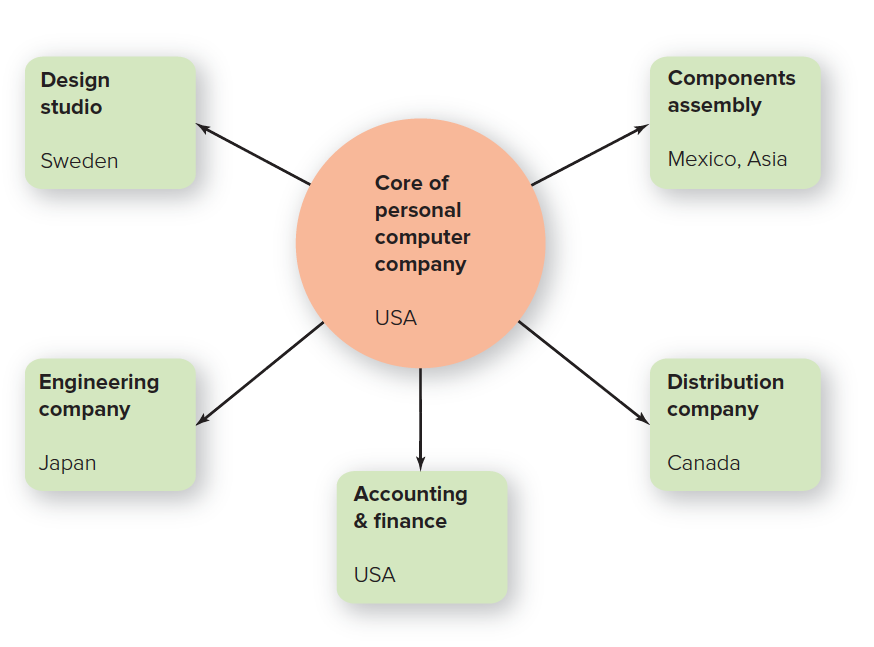 Design
studio
Sweden
Components
assembly
Mexico, Asia
Core of
personal
computer
company
USA
Engineering
company
Japan
Distribution
company
Canada
Accounting
& finance
USA